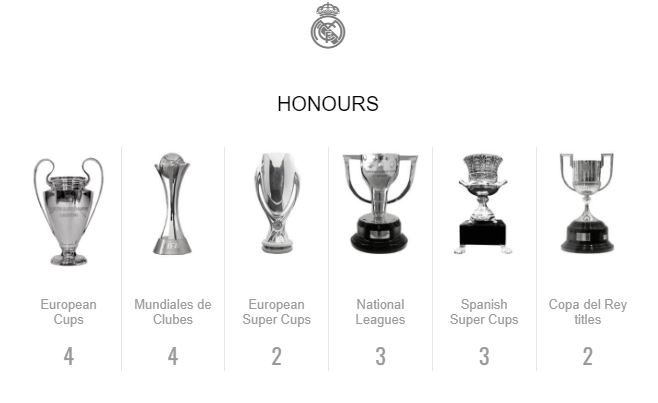 HONOURS
European
Cups
4
Mundiales de
Clubes
4
European
Super Cups
2
National
Leagues
3
Spanish
Super Cups
3
Copa del Rey
titles
2